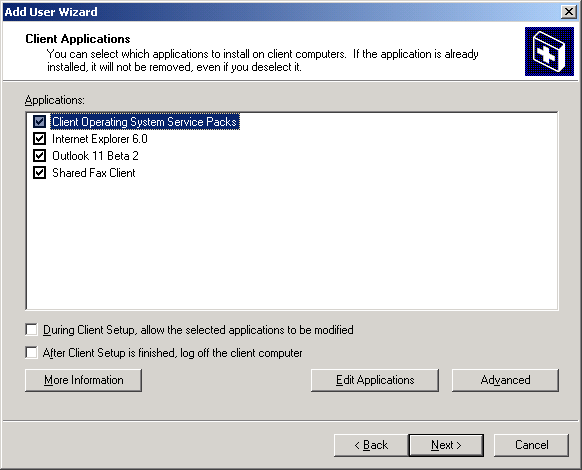 Add User Wizard
Client Applications
You can select which applications to install on client computers. If the application is already
installed, it will not be removed, even if you deselect it.
Applications:
Client Operating System Service Packs
Internet Explorer 6.0
Outlook 11 Beta 2
Shared Fax Client
During Client Setup, allow the selected applications to be modified
After Client Setup is finished, log off the client computer
More Information
Edit Applications
Advanced
< Back
Next >
Cancel